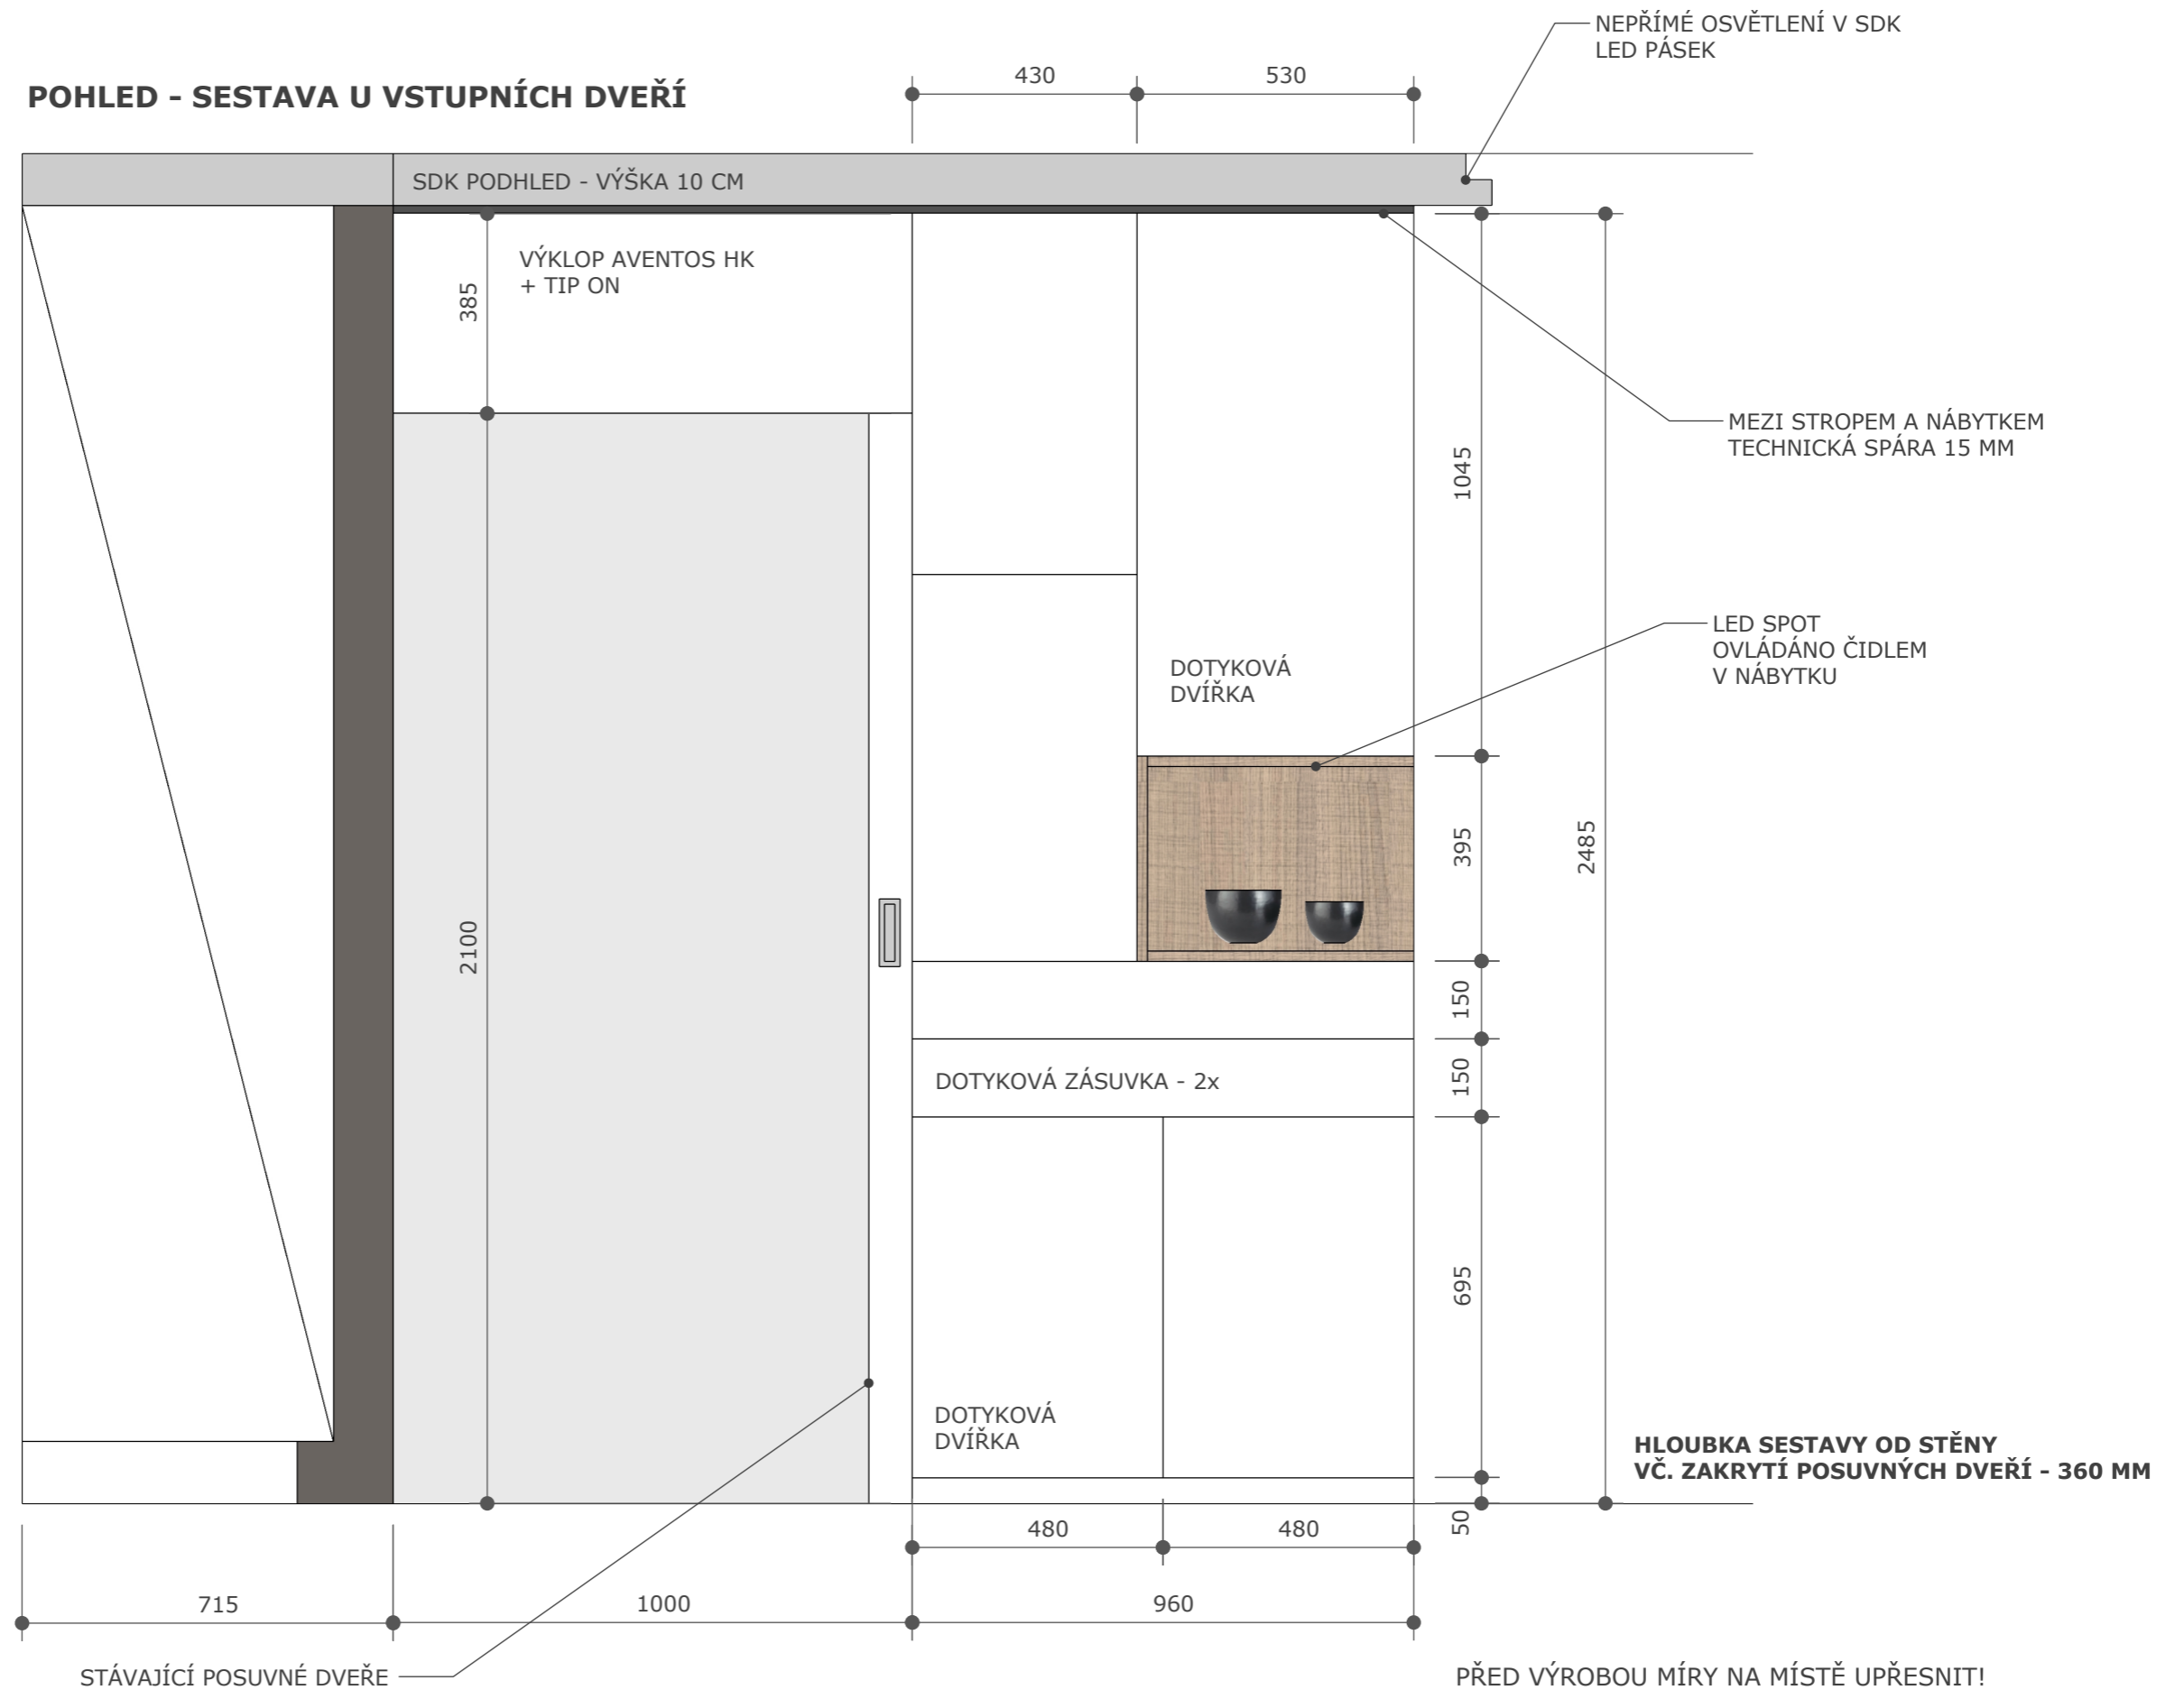 NEPŘÍMÉ OSVĚTLENÍ V SDK
LED PÁSEK
430
530
POHLED - SESTAVA U VSTUPNÍCH DVEŘÍ
SDK PODHLED - VÝŠKA 10 CM
VÝKLOP AVENTOS HK
+ TIP ON
385
MEZI STROPEM A NÁBYTKEM
TECHNICKÁ SPÁRA 15 MM
1045
LED SPOT
OVLÁDÁNO ČIDLEM
V NÁBYTKU
DOTYKOVÁ
DVÍŘKA
395
2485
2100
150
150
DOTYKOVÁ ZÁSUVKA - 2x
695
DOTYKOVÁ
DVÍŘKA
HLOUBKA SESTAVY OD STĚNY
VČ. ZAKRYTÍ POSUVNÝCH DVEŘÍ - 360 MM
50
480
480
715
1000
960
STÁVAJÍCÍ POSUVNÉ DVEŘE
PŘED VÝROBOU MÍRY NA MÍSTĚ UPŘESNIT!